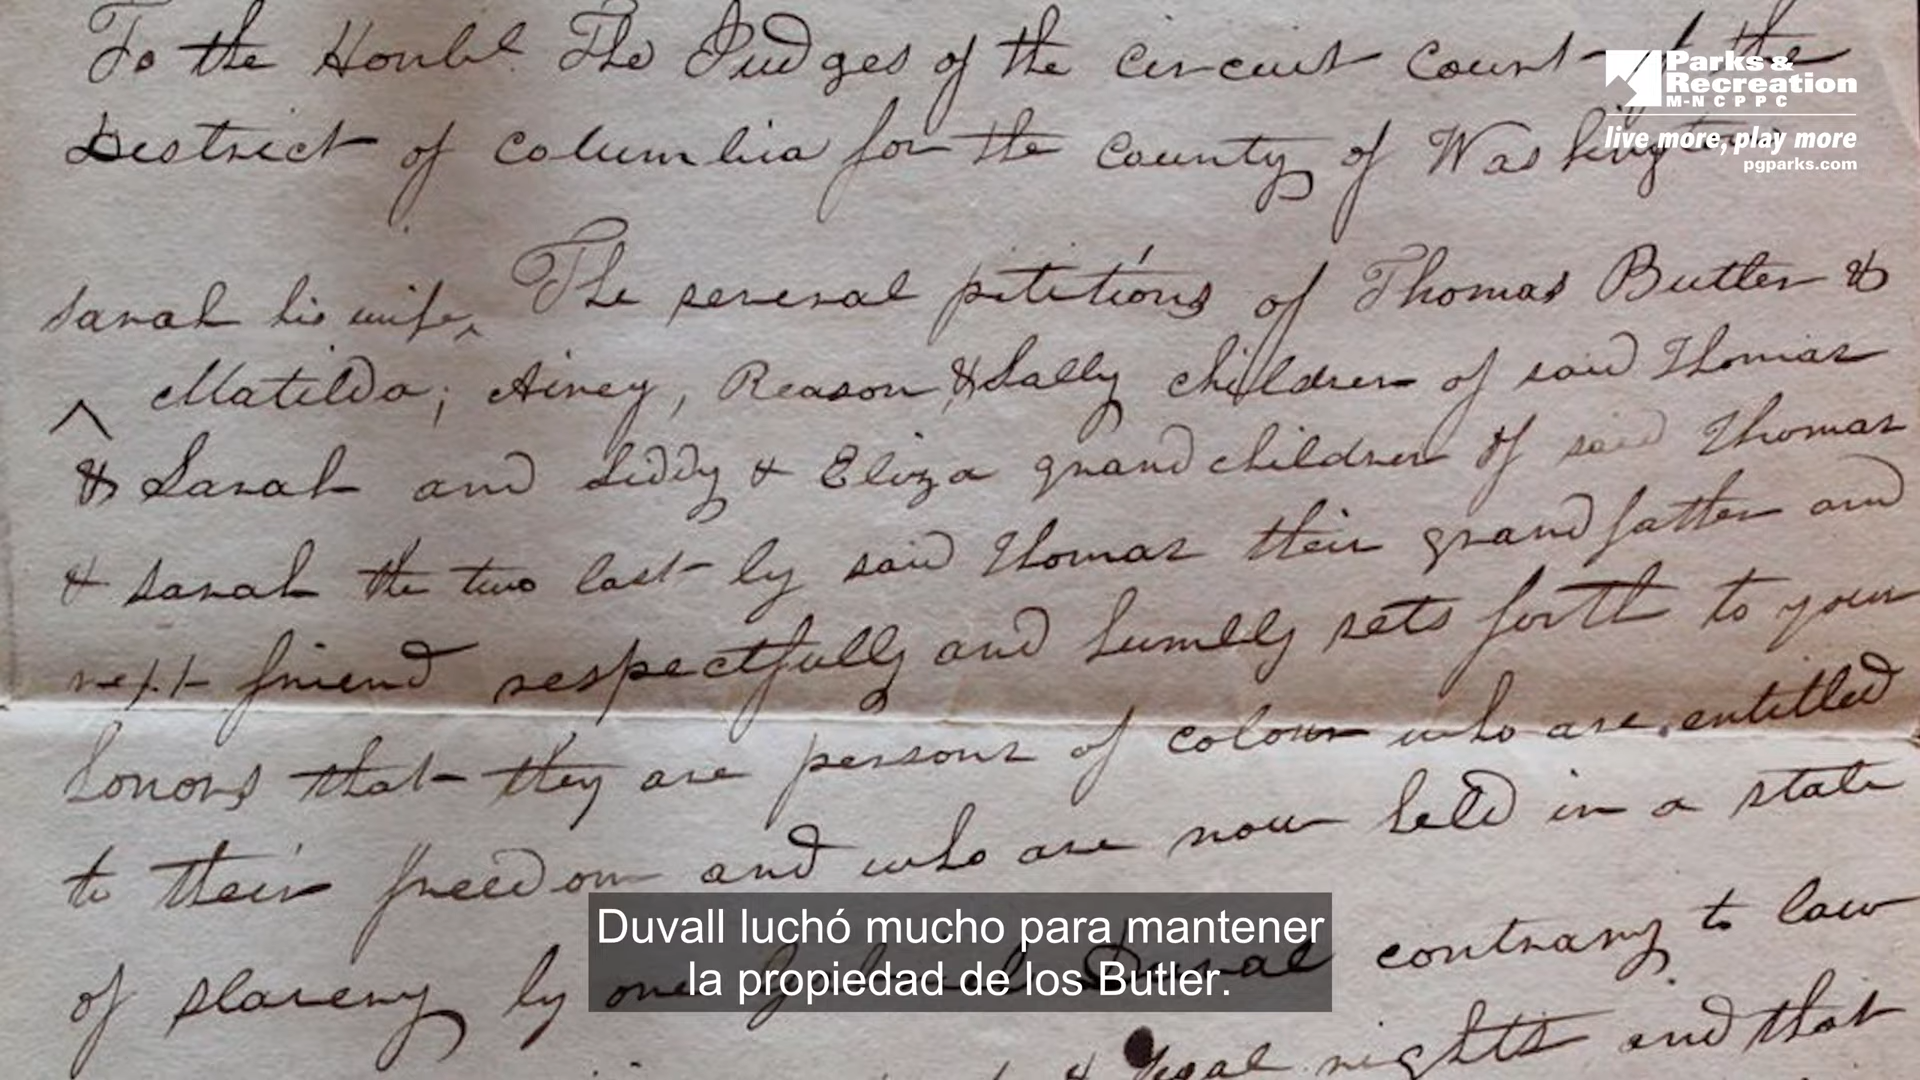 To the Honbl. The Judges of the circuit court of the
District of Columbia for the county of Washington
Parks &
Recreation
M-NCPPC
live more, play more
pgparks.com
The several petitions of Thomas Butler &
sarah his wife
Matilda; Airey, Reason & Sally children of said Thomas
& Sarah and Liddy & Eliza grand children of said Thomas
& sarah the two last by said Thomas their grand father and
next friend respectfully and humbly sets forth to your
honors that they are persons of colour who are entitled
to their freedom and who are now held in a state
of slavery by one Duval contrary to law
legal rights and that
Duvall luchó mucho para mantener
la propiedad de los Butler.